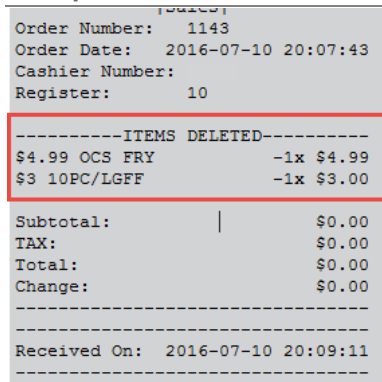 |Sales|
Order Number: 1143
Order Date: 2016-07-10 20:07:43
Cashier Number:
Register: 10
----------ITEMS DELETED----------
$4.99 OCS FRY -1x $4.99
$3 10PC/LGFF -1x $3.00
Subtotal: $0.00
TAX: $0.00
Total: $0.00
Change: $0.00
---------------------------------
---------------------------------
Received On: 2016-07-10 20:09:11
---------------------------------